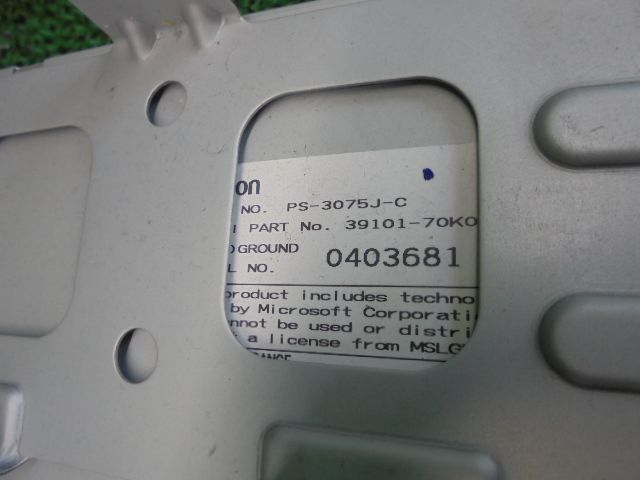 on
NO. PS-3075J-C
I PART No. 39101-70K0
GROUND
L NO. 0403681
product includes techno
by Microsoft Corporati
nnot be used or distri
a license from MSLG